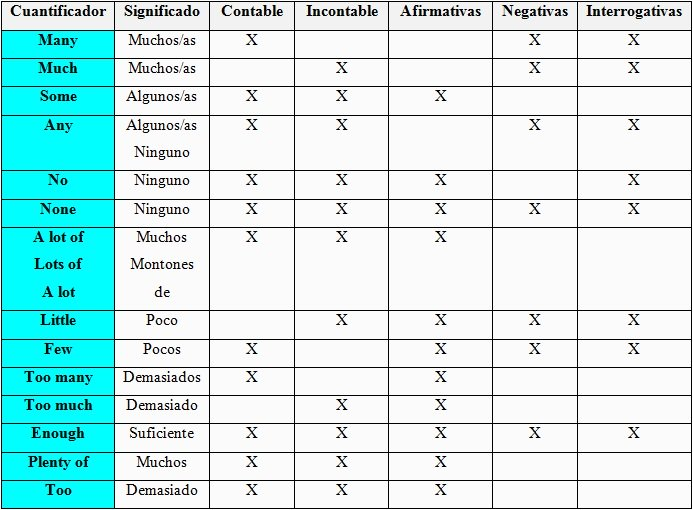 Cuantificador Significado Contable Incontable Afirmativas Negativas Interrogativas
Many Muchos/as X X X
Much Muchos/as X X X
Some Algunos/as X X X
Any Algunos/as X X X X
Ninguno
No Ninguno X X X X
None Ninguno X X X X X
A lot of Muchos X X X
Lots of Montones
A lot de
Little Poco X X X X
Few Pocos X X X X
Too many Demasiados X X
Too much Demasiado X X
Enough Suficiente X X X X X
Plenty of Muchos X X X
Too Demasiado X X X